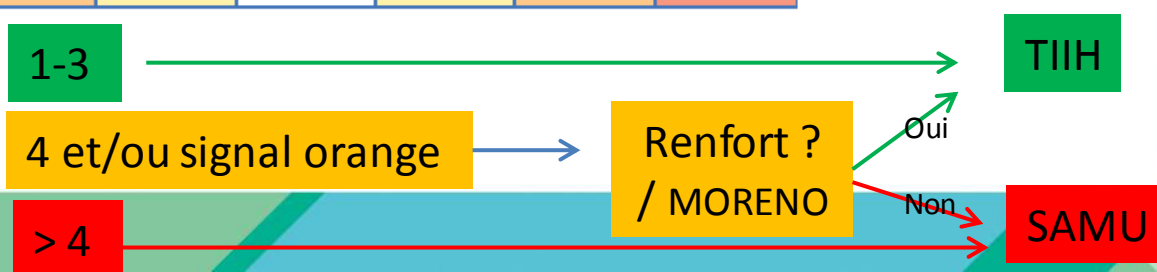 1-3
TIIH
4 et/ou signal orange
Renfort ?
/ MORENO
Oui
Non
> 4
SAMU